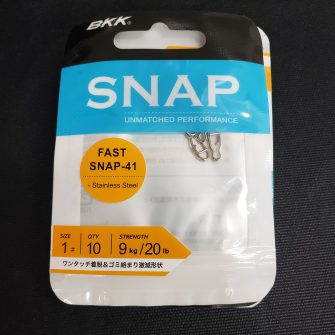 BKK
SNAP
UNMATCHED PERFORMANCE
FAST
SNAP-41
- Stainless Steel
SIZE QTY STRENGTH
1# 10 9kg/20lb
ワンタッチ着脱&ゴミ絡まり激減形状